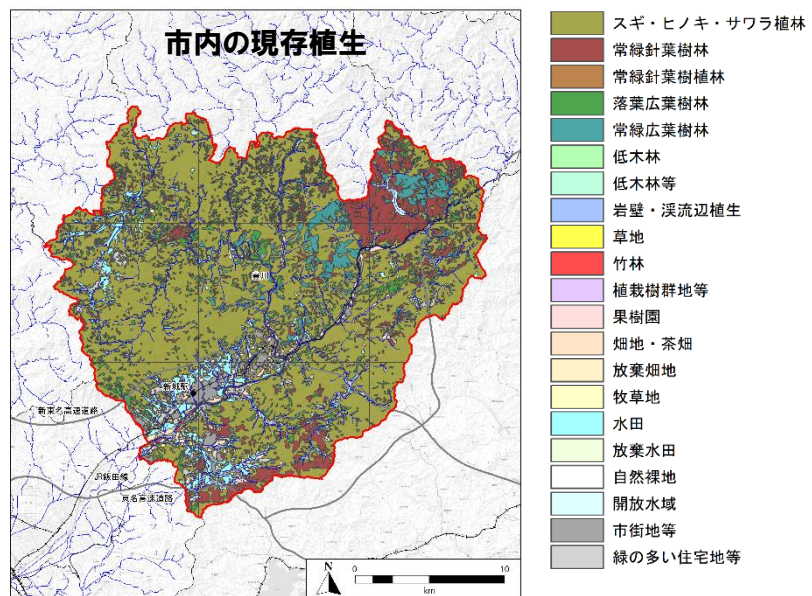 市内の現存植生
新城駅
新東名高速道路
JR飯田線
東名高速道路
N
0
10
km
スギ・ヒノキ・サワラ植林
常緑針葉樹林
常緑針葉樹植林
落葉広葉樹林
常緑広葉樹林
低木林
低木林等
岩壁・渓流辺植生
草地
竹林
植栽樹群地等
果樹園
畑地・茶畑
放棄畑地
牧草地
水田
放棄水田
自然裸地
開放水域
市街地等
緑の多い住宅地等